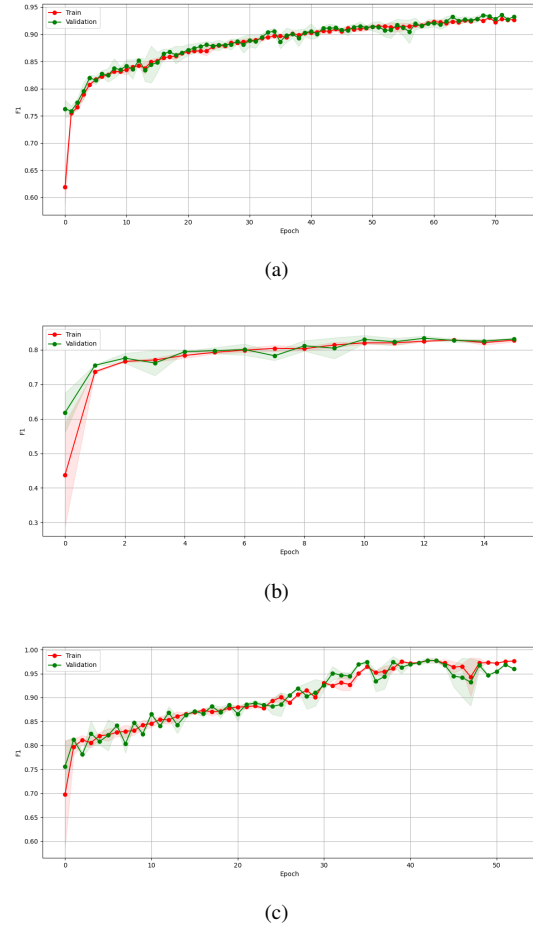 0.95
0.90
0.85
0.80
0.75
0.70
0.65
0.60
F1
Train
Validation
0 10 20 30 40 50 60 70
Epoch
(a)
0.8
0.7
0.6
0.5
0.4
0.3
F1
Train
Validation
0 2 4 6 8 10 12 14
Epoch
(b)
1.00
0.95
0.90
0.85
0.80
0.75
0.70
0.65
0.60
F1
Train
Validation
0 10 20 30 40 50
Epoch
(c)